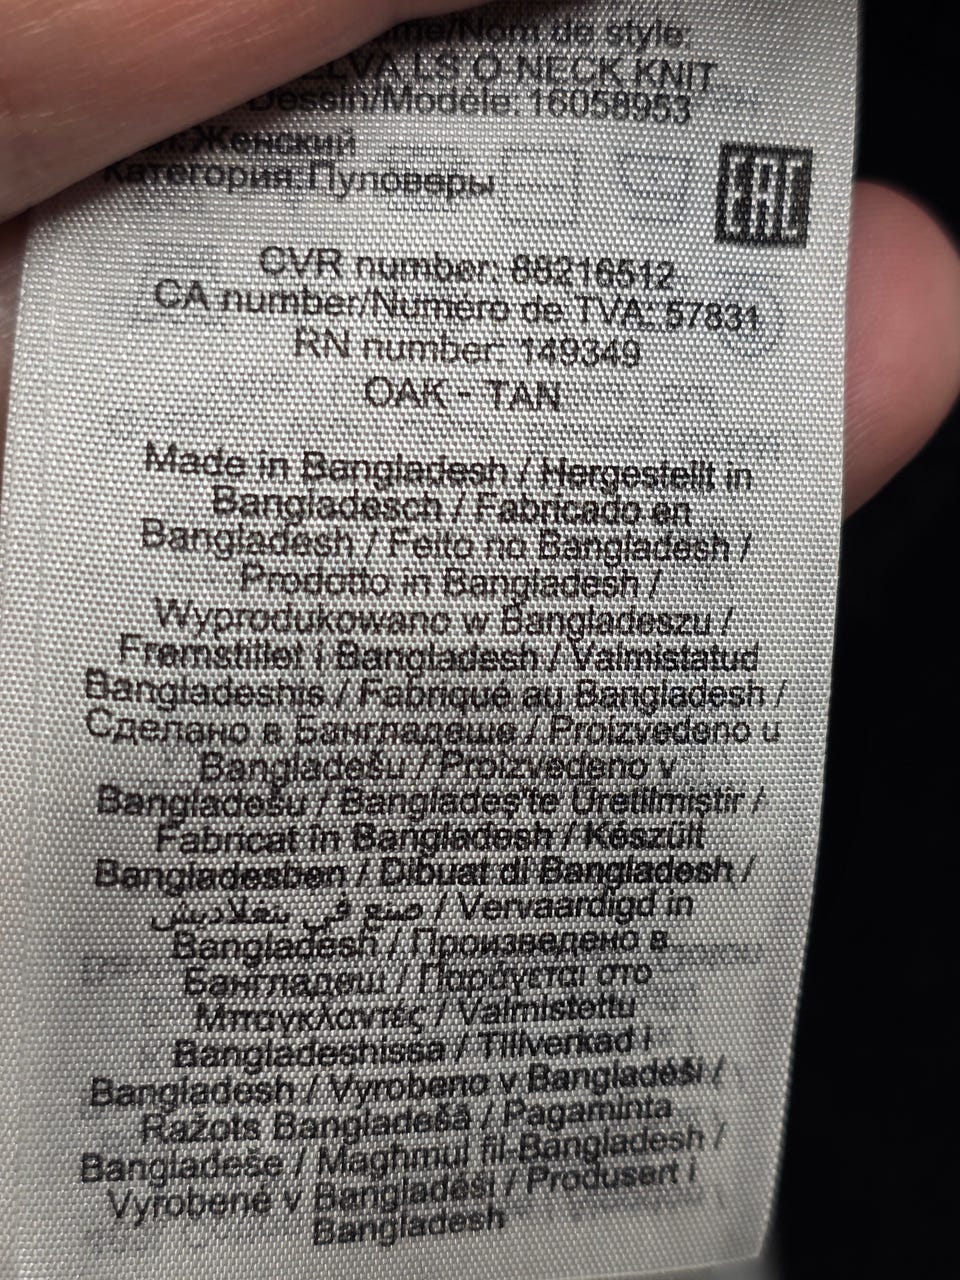 me/Nom de style:
LS O-NECK KNIT
Dessin/Modèle: 16058953
Женский
Категория: Пуловеры
EAC
CVR number: 88216512
CA number/Numéro de TVA: 57831
RN number: 149349
OAK - TAN
Made in Bangladesh / Hergestellt in
Bangladesch / Fabricado en
Bangladesh / Feito no Bangladesh /
Prodotto in Bangladesh /
Wyprodukowano w Bangladeszu /
Fremstillet i Bangladesh / Valmistatud
Bangladeshis / Fabriqué au Bangladesh /
Сделано в Бангладеше / Proizvedeno u
Bangladešu / Proizvedeno v
Bangladešu / Bangladeş'te Üretilmiştir /
Fabricat în Bangladesh / Készült
Bangladesben / Dibuat di Bangladesh /
صنع في بنغلاديش / Vervaardigd in
Bangladesh / Произведено в
Бангладеш / Παράγεται στο
Μπαγκλαντές / Valmistettu
Bangladeshissa / Tillverkad i
Bangladesh / Vyrobeno v Bangladéši /
Ražots Bangladešā / Pagaminta
Bangladeše / Maghmul fil-Bangladesh /
Vyrobené v Bangladéši / Produsert i
Bangladesh